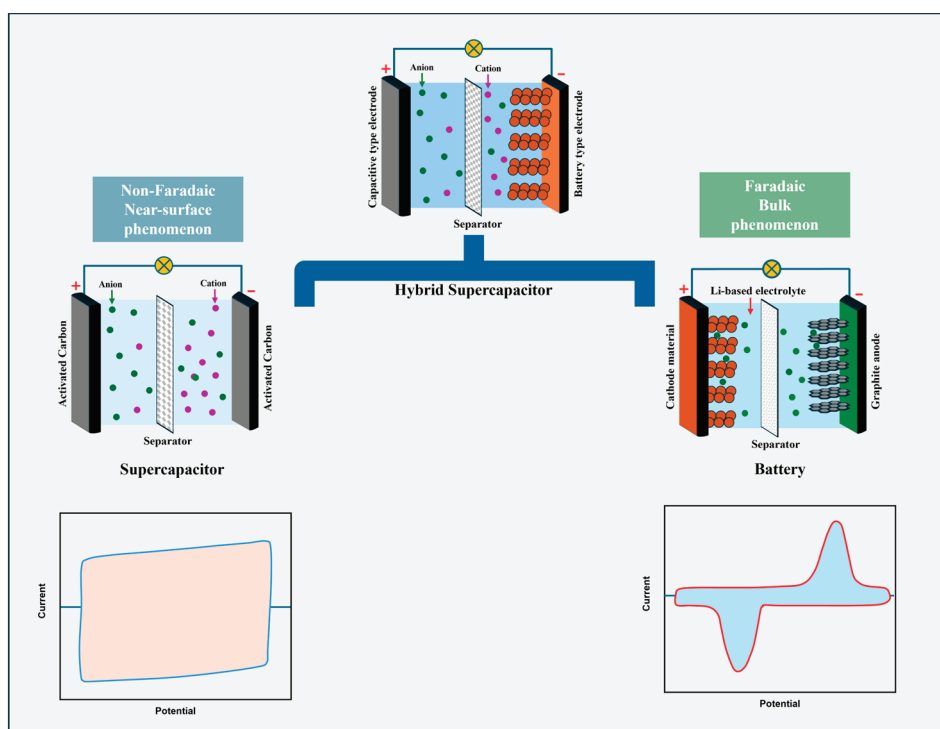 +
−
Anion
Cation
Capacitive type electrode
Battery type electrode
Separator
Hybrid Supercapacitor
Non-Faradaic
Near-surface
phenomenon
+
−
Anion
Cation
Activated Carbon
Activated Carbon
Separator
Supercapacitor
Faradaic
Bulk
phenomenon
+
−
Li-based electrolyte
Cathode material
Graphite anode
Separator
Battery
Current
Potential
Current
Potential